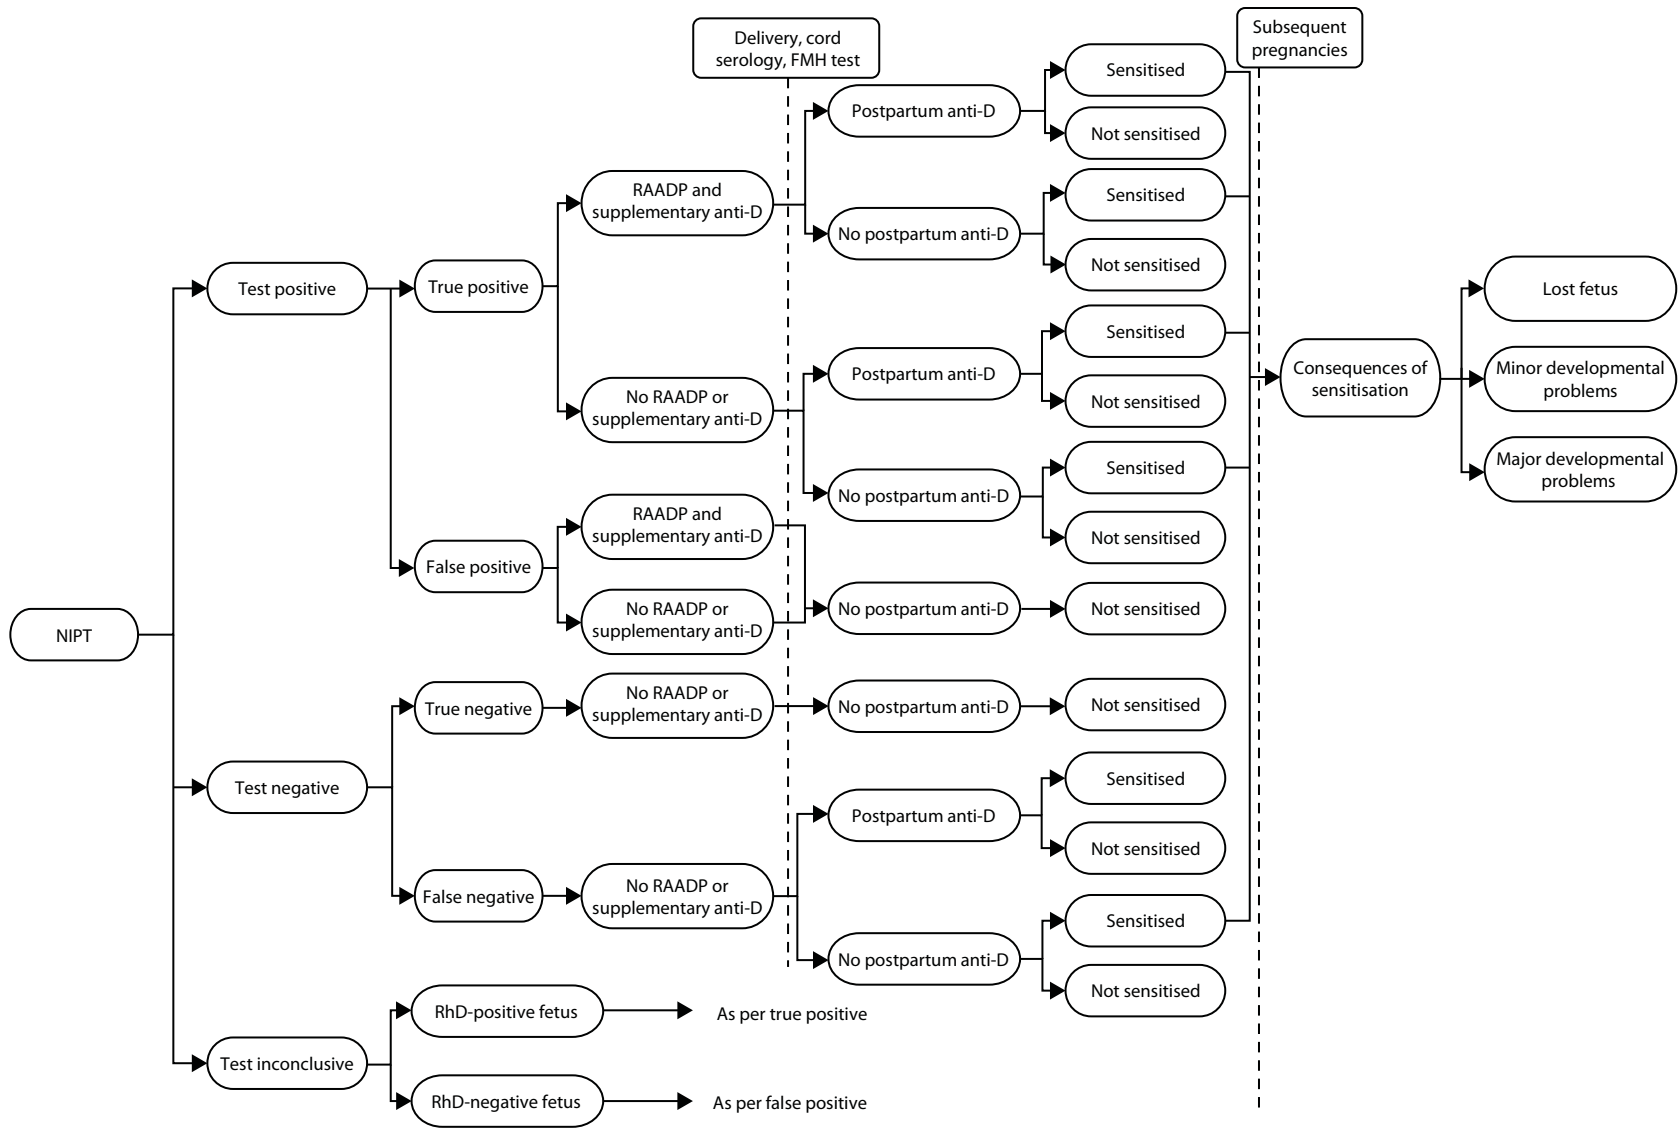 Delivery, cord
serology, FMH test
Subsequent
pregnancies
NIPT
Test positive
True positive
RAADP and
supplementary anti-D
Postpartum anti-D
Sensitised
Not sensitised
No postpartum anti-D
Sensitised
Not sensitised
No RAADP or
supplementary anti-D
Postpartum anti-D
Sensitised
Not sensitised
No postpartum anti-D
Sensitised
Not sensitised
False positive
RAADP and
supplementary anti-D
No RAADP or
supplementary anti-D
No postpartum anti-D
Not sensitised
Test negative
True negative
No RAADP or
supplementary anti-D
No postpartum anti-D
Not sensitised
False negative
No RAADP or
supplementary anti-D
Postpartum anti-D
Sensitised
Not sensitised
No postpartum anti-D
Sensitised
Not sensitised
Test inconclusive
RhD-positive fetus
As per true positive
RhD-negative fetus
As per false positive
Consequences of
sensitisation
Lost fetus
Minor developmental
problems
Major developmental
problems